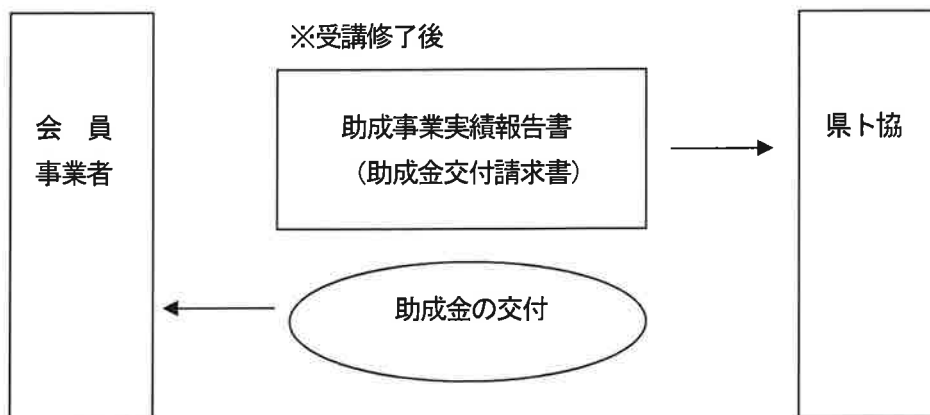 ※受講修了後
会　員
事業者
助成事業実績報告書
（助成金交付請求書）
県ト協
助成金の交付